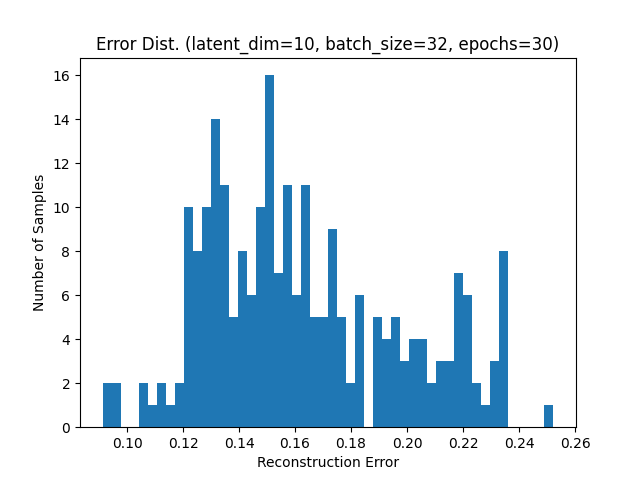 Error Dist. (latent_dim=10, batch_size=32, epochs=30)
16
14
12
10
8
6
4
2
0
Number of Samples
0.10 0.12 0.14 0.16 0.18 0.20 0.22 0.24 0.26
Reconstruction Error